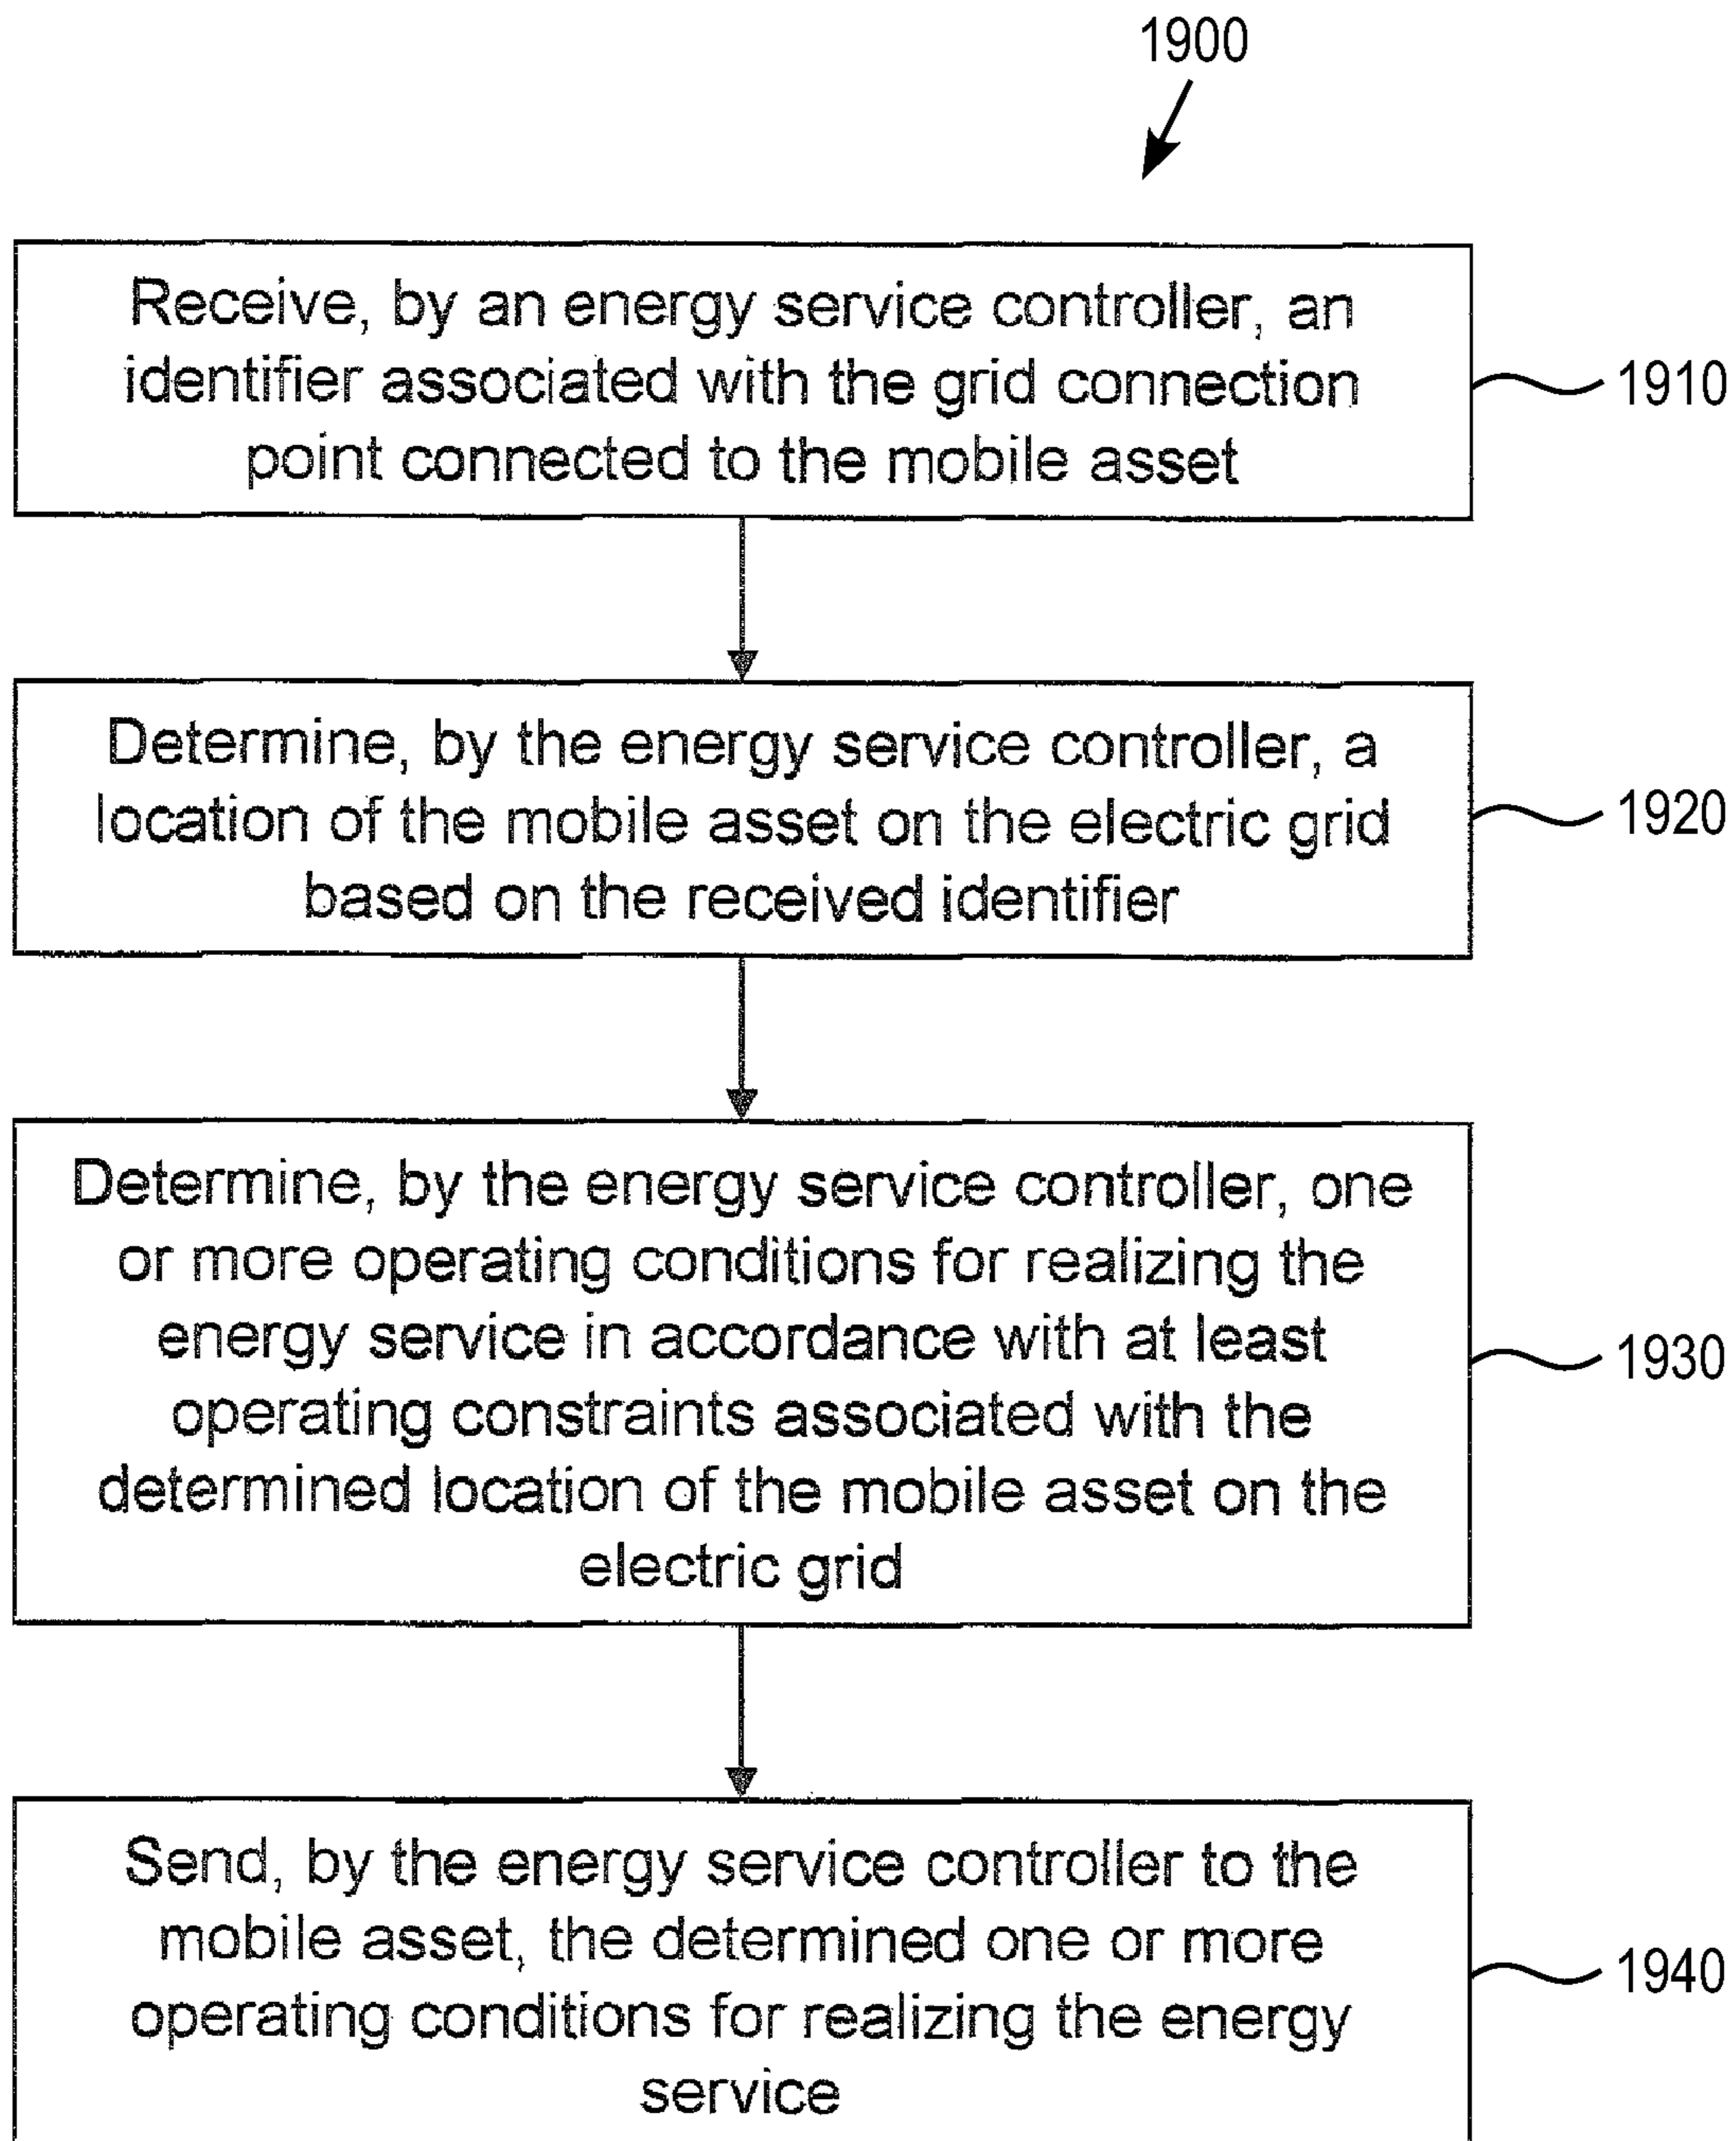 1900
Receive, by an energy service controller, an
identifier associated with the grid connection
point connected to the mobile asset
1910
Determine, by the energy service controller, a
location of the mobile asset on the electric grid
based on the received identifier
1920
Determine, by the energy service controller, one
or more operating conditions for realizing the
energy service in accordance with at least
operating constraints associated with the
determined location of the mobile asset on the
electric grid
1930
Send, by the energy service controller to the
mobile asset, the determined one or more
operating conditions for realizing the energy
service
1940